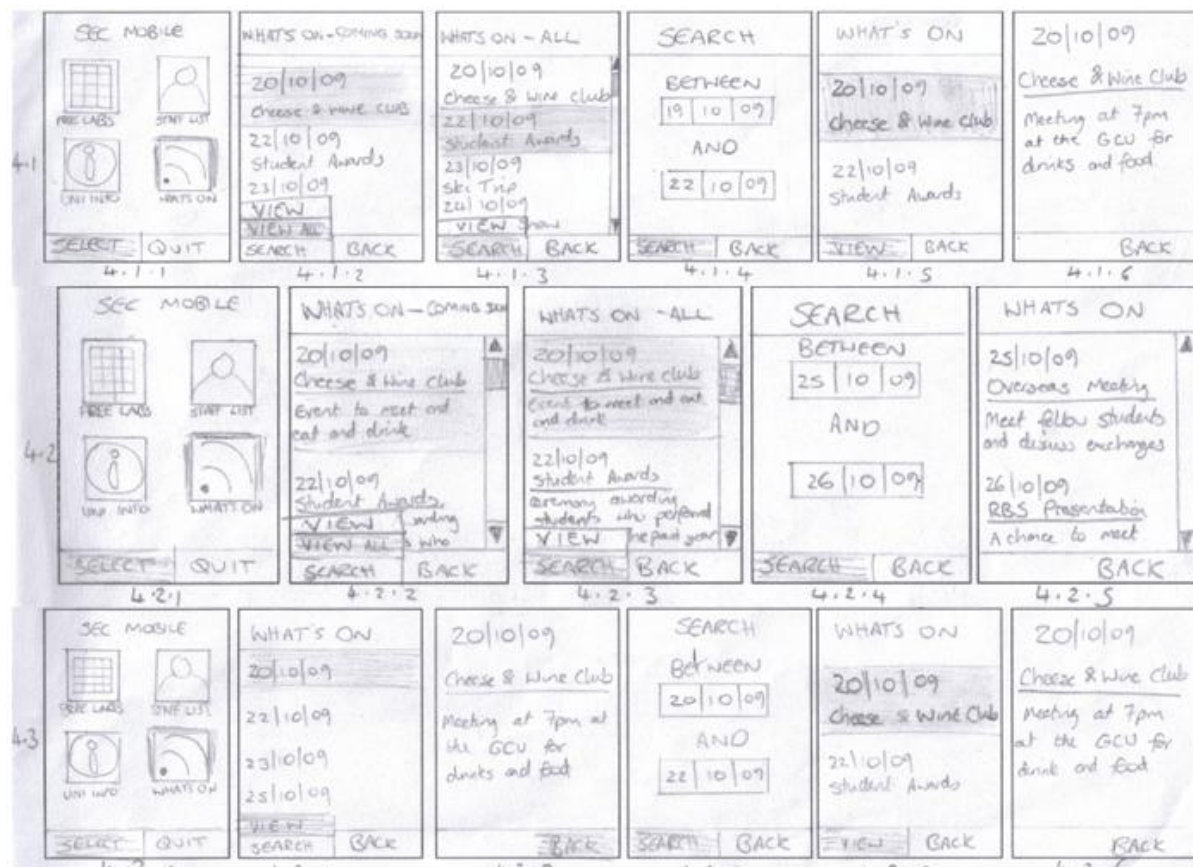 SEC MOBILE
FREE LABS
STAFF LIST
UNI INFO
WHATS ON
SELECT
QUIT
4.1.1
WHATS ON - COMING SOON
20/10/09
CHEESE & WINE CLUB
22/10/09
Student Awards
23/10/09
VIEW
VIEW ALL
SEARCH
BACK
4.1.2
WHATS ON - ALL
20/10/09
Cheese & Wine Club
22/10/09
Student Awards
23/10/09
Ski Trip
24/10/09
VIEW Show
SEARCH
BACK
4.1.3
SEARCH
BETWEEN
19 10 09
AND
22 10 09
SEARCH
BACK
4.1.4
WHAT'S ON
20/10/09
Cheese & Wine Club
22/10/09
Student Awards
VIEW
BACK
4.1.5
20/10/09
Cheese & Wine Club
Meeting at 7pm
at the GCU for
drinks and food
BACK
4.1.6
4.1
SEC MOBILE
FREE LABS
STAFF LIST
UNI INFO
WHATS ON
SELECT
QUIT
4.2.1
WHATS ON - COMING SOON
20/10/09
Cheese & Wine Club
Event to meet and
eat and drink
22/10/09
Student Awards
VIEW
VIEW ALL who
SEARCH
BACK
4.2.2
WHATS ON - ALL
20/10/09
Cheese & Wine Club
Event to meet and eat
and drink
22/10/09
Student Awards
Ceremony awarding
students who
VIEW past year
SEARCH
BACK
4.2.3
SEARCH
BETWEEN
25 10 09
AND
26 10 09
SEARCH
BACK
4.2.4
WHATS ON
25/10/09
Overseas Meeting
Meet fellow students
and discuss exchanges
26/10/09
RBS Presentation
A chance to meet
BACK
4.2.5
4.2
SEC MOBILE
FREE LABS
STAFF LIST
UNI INFO
WHATS ON
SELECT
QUIT
WHAT'S ON
20/10/09
22/10/09
23/10/09
25/10/09
VIEW
SEARCH
BACK
20/10/09
Cheese & Wine Club
Meeting at 7pm at
the GCU for
drinks and food
BACK
SEARCH
BETWEEN
20 10 09
AND
22 10 09
SEARCH
BACK
WHATS ON
20/10/09
Cheese & Wine Club
22/10/09
Student Awards
VIEW
BACK
20/10/09
Cheese & Wine Club
Meeting at 7pm
at the GCU for
drink and food
BACK
4.3